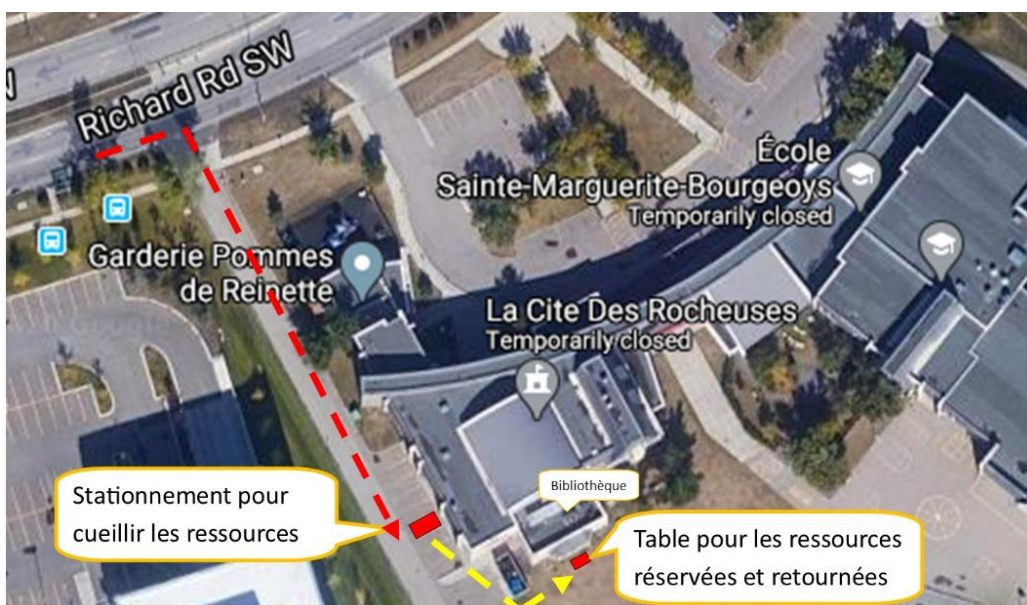 W
Richard Rd SW
École
Sainte-Marguerite-Bourgeoys
Temporarily closed
Garderie Pommes
de Reinette
La Cite Des Rocheuses
Temporarily closed
Stationnement pour
cueillir les ressources
Bibliothèque
Table pour les ressources
réservées et retournées